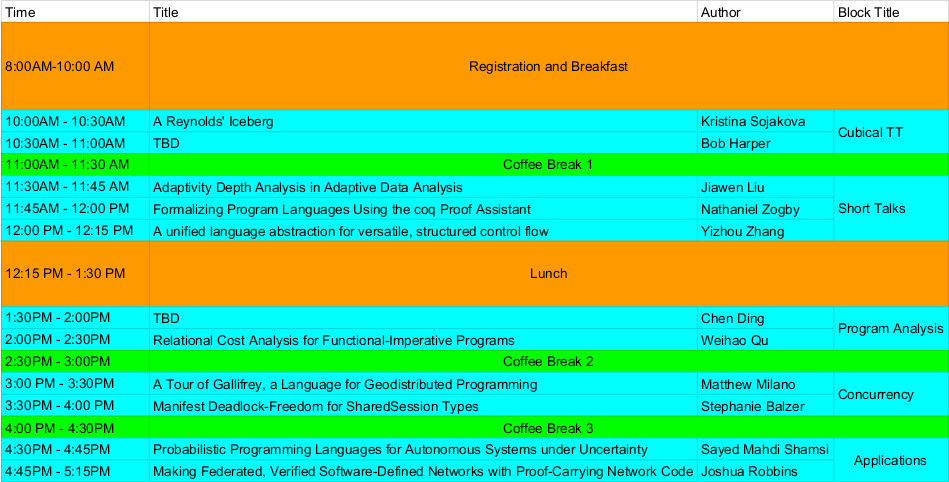 Time Title Author Block Title
8:00AM-10:00 AM Registration and Breakfast
10:00AM - 10:30AM A Reynolds' Iceberg Kristina Sojakova
Cubical TT
10:30AM - 11:00AM TBD Bob Harper
11:00AM - 11:30 AM Coffee Break 1
11:30AM - 11:45 AM Adaptivity Depth Analysis in Adaptive Data Analysis Jiawen Liu
11:45AM - 12:00 PM Formalizing Program Languages Using the coq Proof Assistant Nathaniel Zogby Short Talks
12:00 PM - 12:15 PM A unified language abstraction for versatile, structured control flow Yizhou Zhang
12:15 PM - 1:30 PM Lunch
1:30PM - 2:00PM TBD Chen Ding
Program Analysis
2:00PM - 2:30PM Relational Cost Analysis for Functional-Imperative Programs Weihao Qu
2:30PM - 3:00PM Coffee Break 2
3:00 PM - 3:30PM A Tour of Gallifrey, a Language for Geodistributed Programming Matthew Milano
Concurrency
3:30PM - 4:00 PM Manifest Deadlock-Freedom for SharedSession Types Stephanie Balzer
4:00 PM - 4:30PM Coffee Break 3
4:30PM - 4:45PM Probabilistic Programming Languages for Autonomous Systems under Uncertainty Sayed Mahdi Shamsi
Applications
4:45PM - 5:15PM Making Federated, Verified Software-Defined Networks with Proof-Carrying Network Code Joshua Robbins